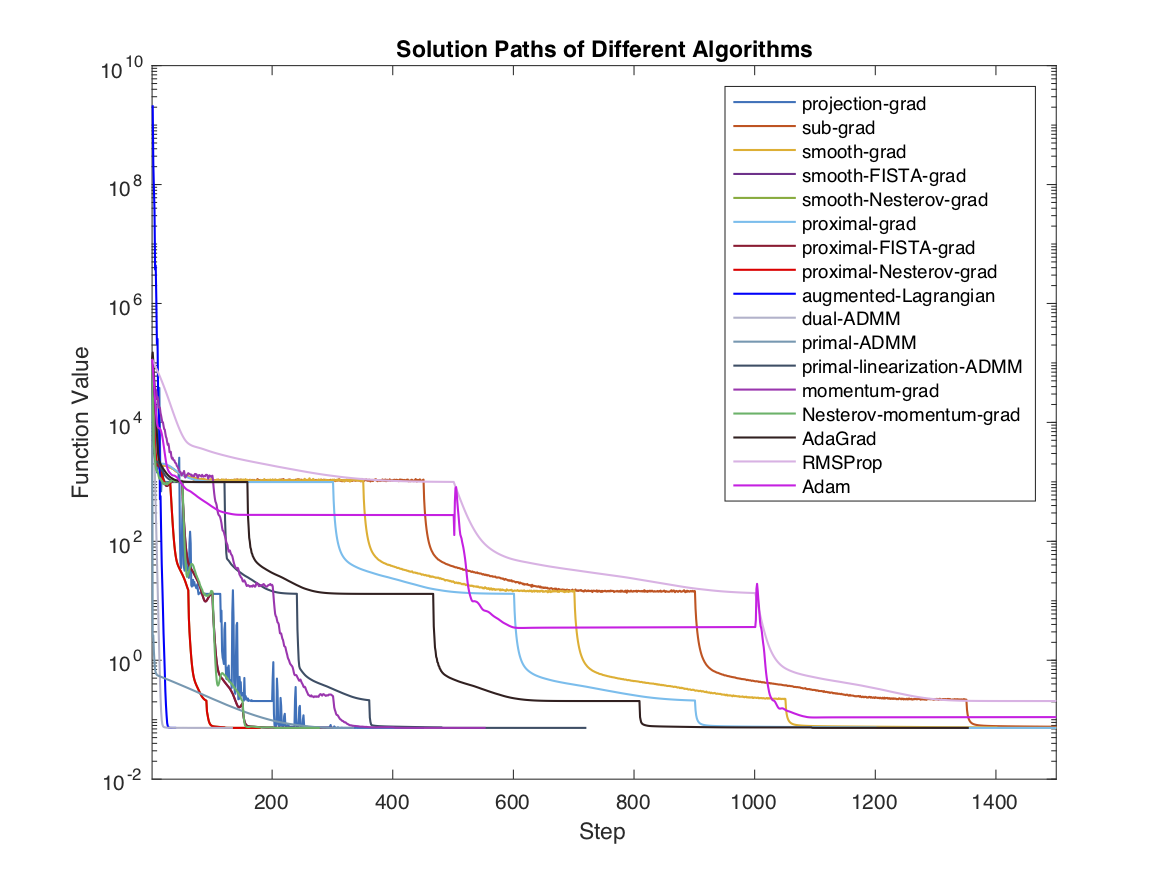 Solution Paths of Different Algorithms
10^10
10^8
10^6
10^4
10^2
10^0
10^-2
Function Value
projection-grad
sub-grad
smooth-grad
smooth-FISTA-grad
smooth-Nesterov-grad
proximal-grad
proximal-FISTA-grad
proximal-Nesterov-grad
augmented-Lagrangian
dual-ADMM
primal-ADMM
primal-linearization-ADMM
momentum-grad
Nesterov-momentum-grad
AdaGrad
RMSProp
Adam
200 400 600 800 1000 1200 1400
Step